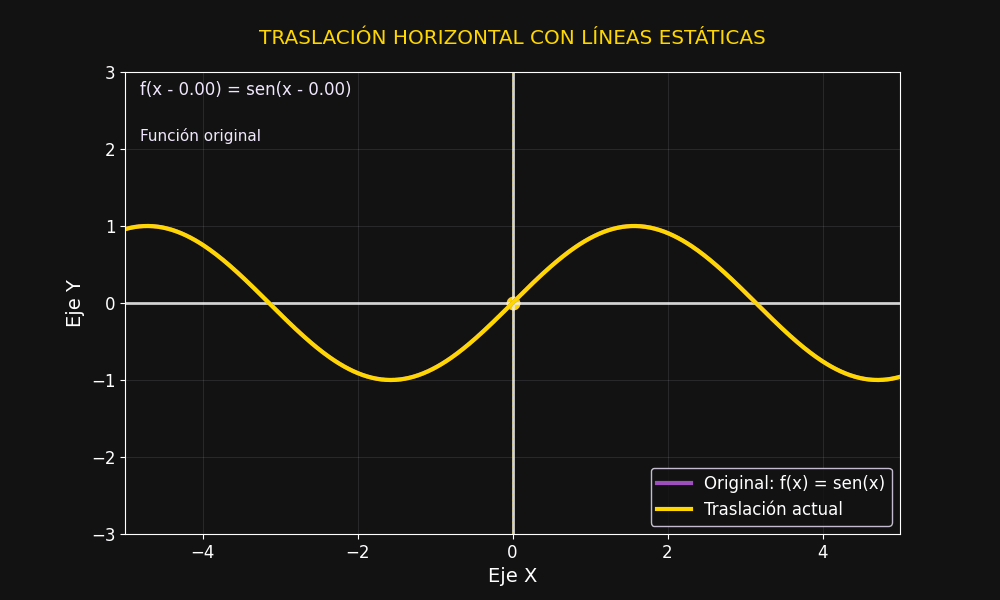 TRASLACIÓN HORIZONTAL CON LÍNEAS ESTÁTICAS
f(x - 0.00) = sen(x - 0.00)
Función original
3
2
1
0
−1
−2
−3
Eje Y
Original: f(x) = sen(x)
Traslación actual
−4
−2
0
2
4
Eje X